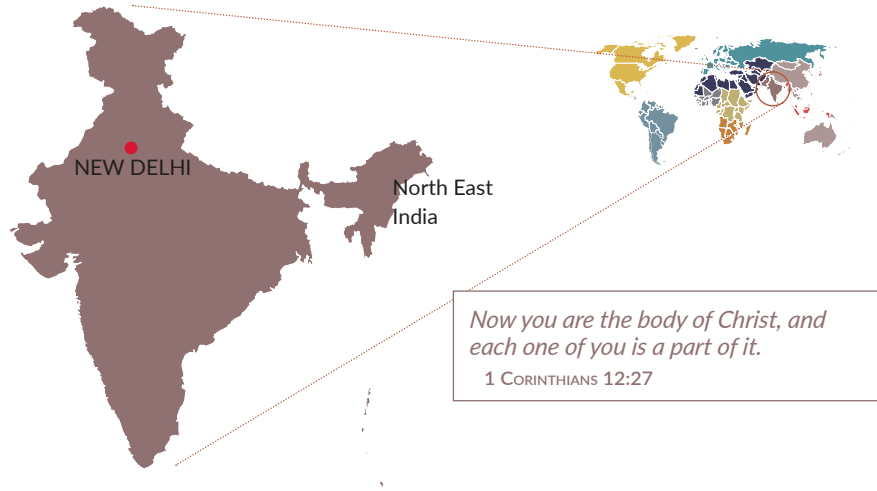 NEW DELHI
North East
India
Now you are the body of Christ, and
each one of you is a part of it.
1 Corinthians 12:27